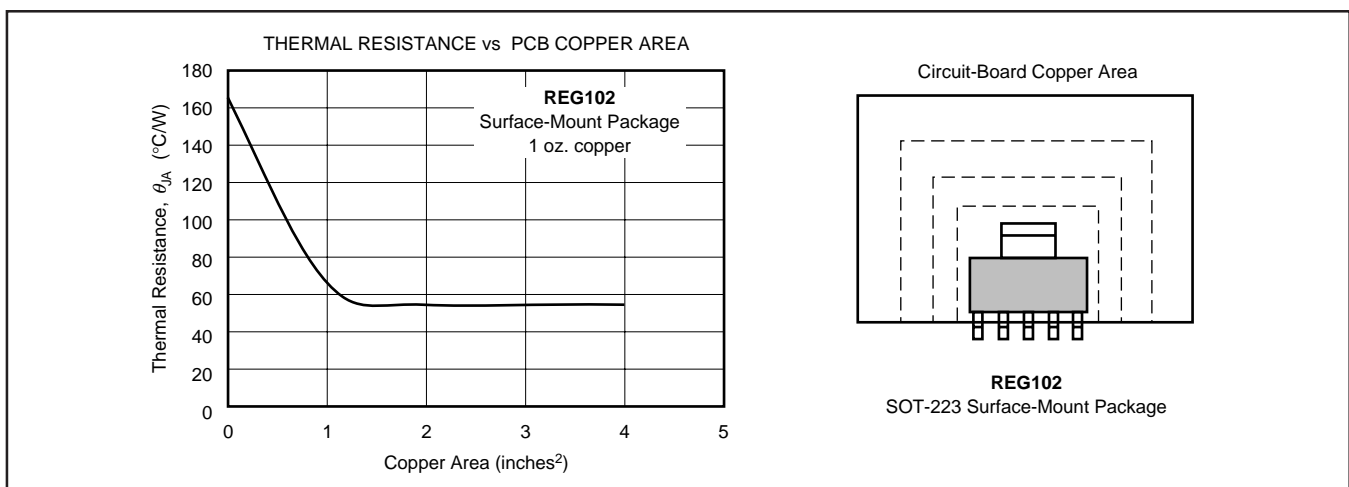 THERMAL RESISTANCE vs PCB COPPER AREA
Thermal Resistance, θJA (°C/W)
180
160
140
120
100
80
60
40
20
0
REG102
Surface-Mount Package
1 oz. copper
0 1 2 3 4 5
Copper Area (inches²)
Circuit-Board Copper Area
REG102
SOT-223 Surface-Mount Package